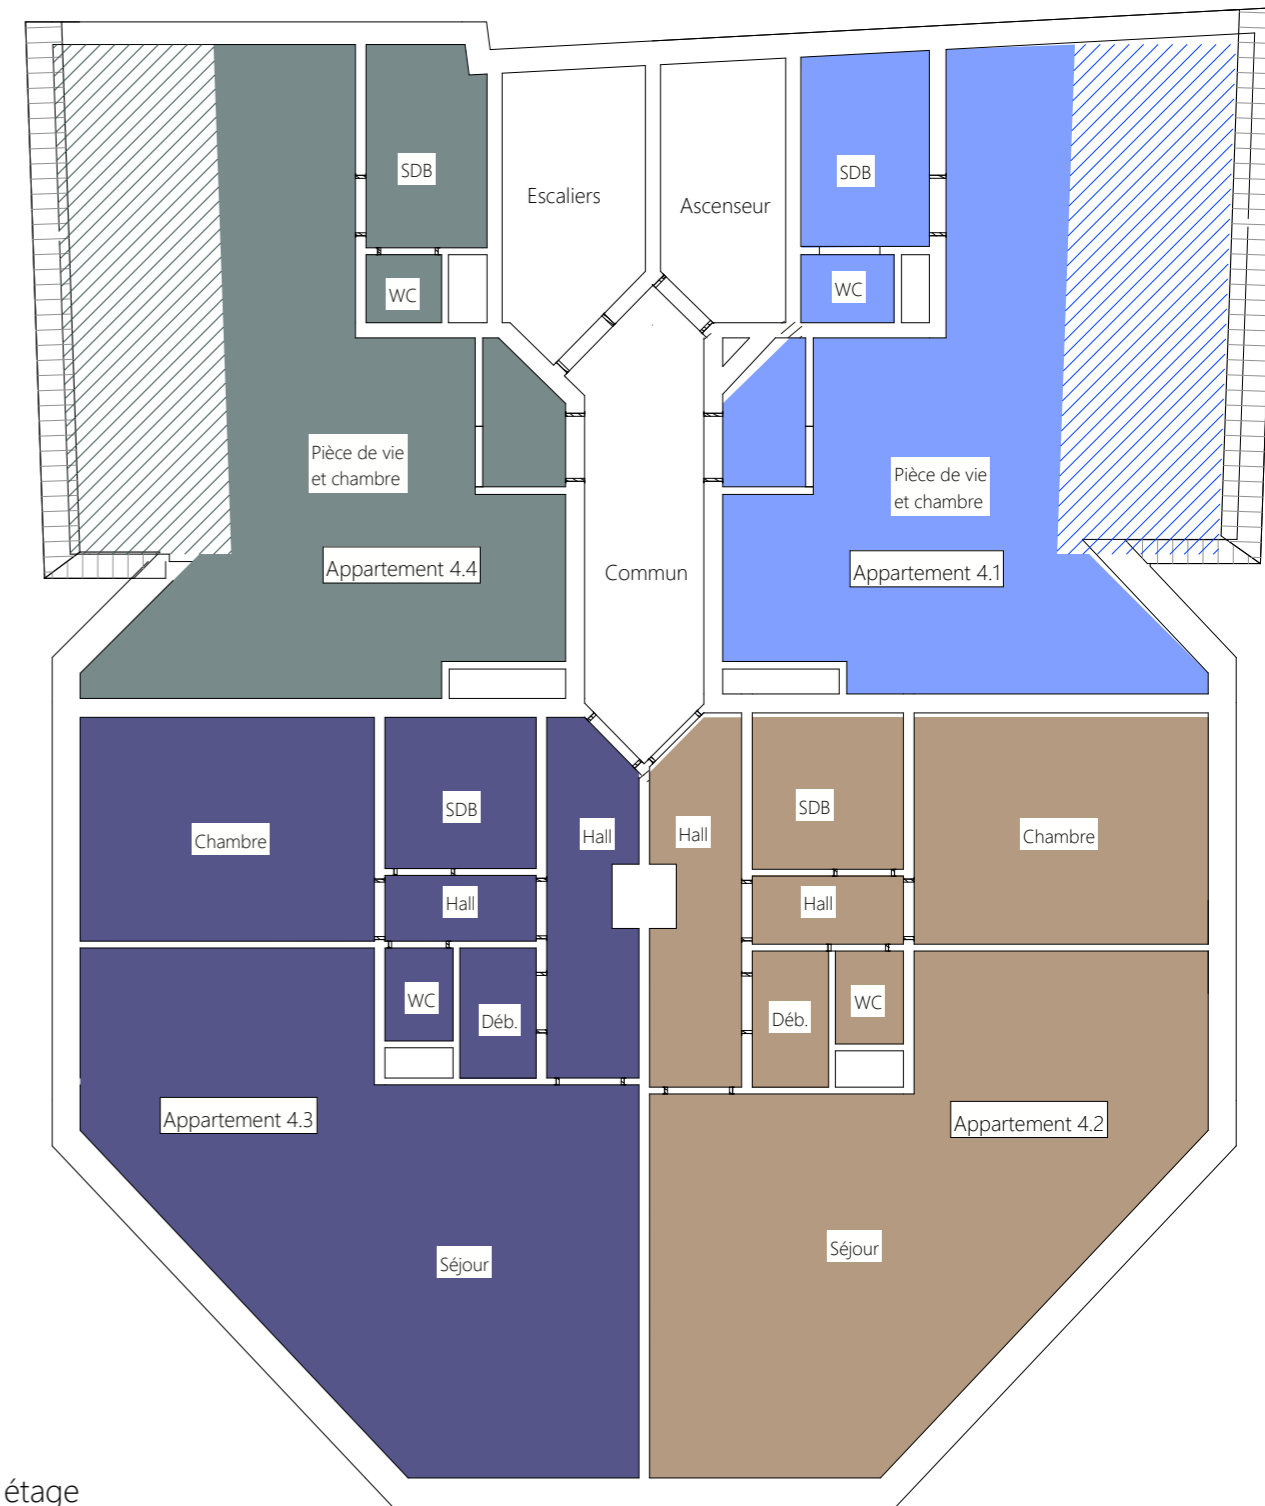 SDB
Escaliers
Ascenseur
SDB
WC
WC
Pièce de vie
et chambre
Pièce de vie
et chambre
Appartement 4.4
Commun
Appartement 4.1
Chambre
SDB
Hall
Hall
SDB
Chambre
Hall
Hall
WC
Déb.
Déb.
WC
Appartement 4.3
Appartement 4.2
Séjour
Séjour
étage